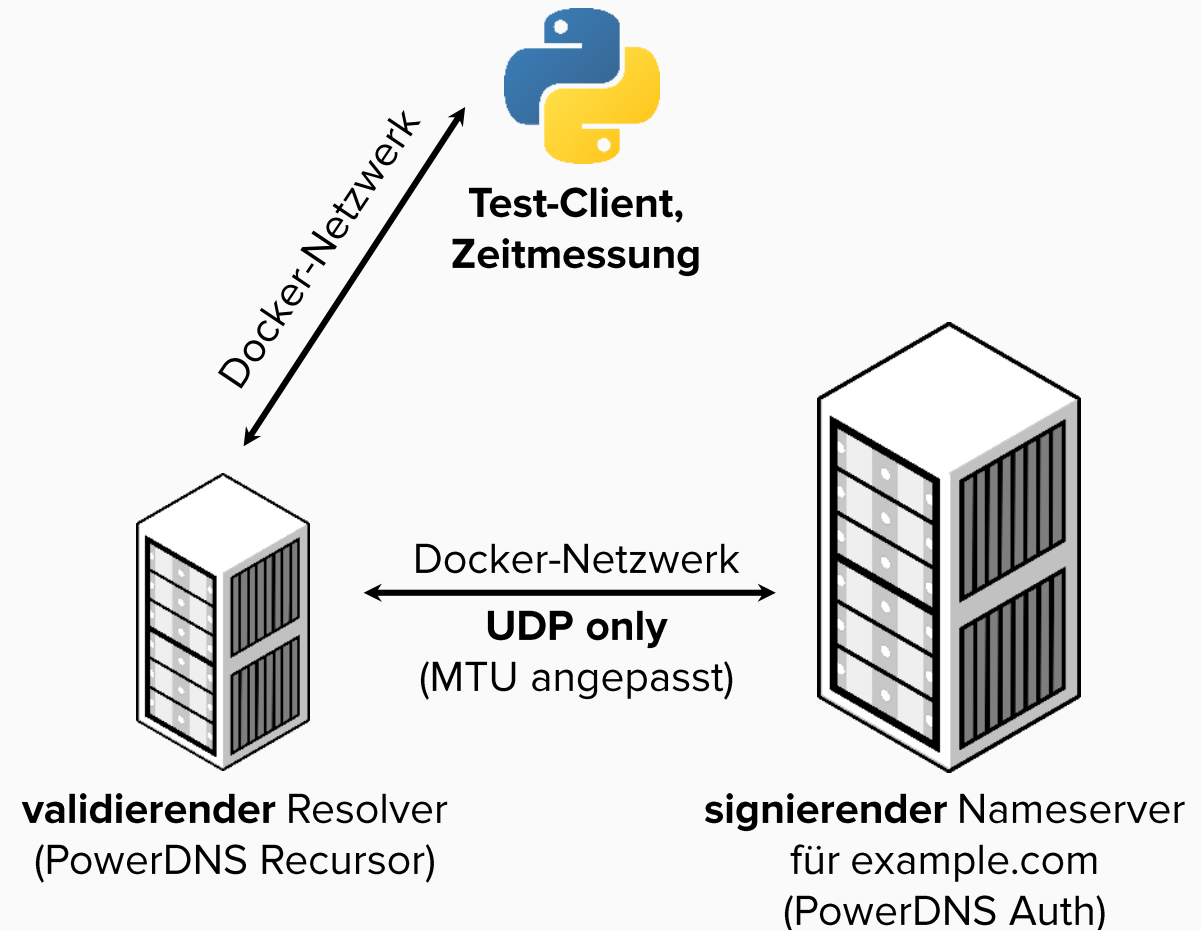 Docker-Netzwerk
Test-Client,
Zeitmessung
Docker-Netzwerk
UDP only
(MTU angepasst)
validierender Resolver
(PowerDNS Recursor)
signierender Nameserver
für example.com
(PowerDNS Auth)